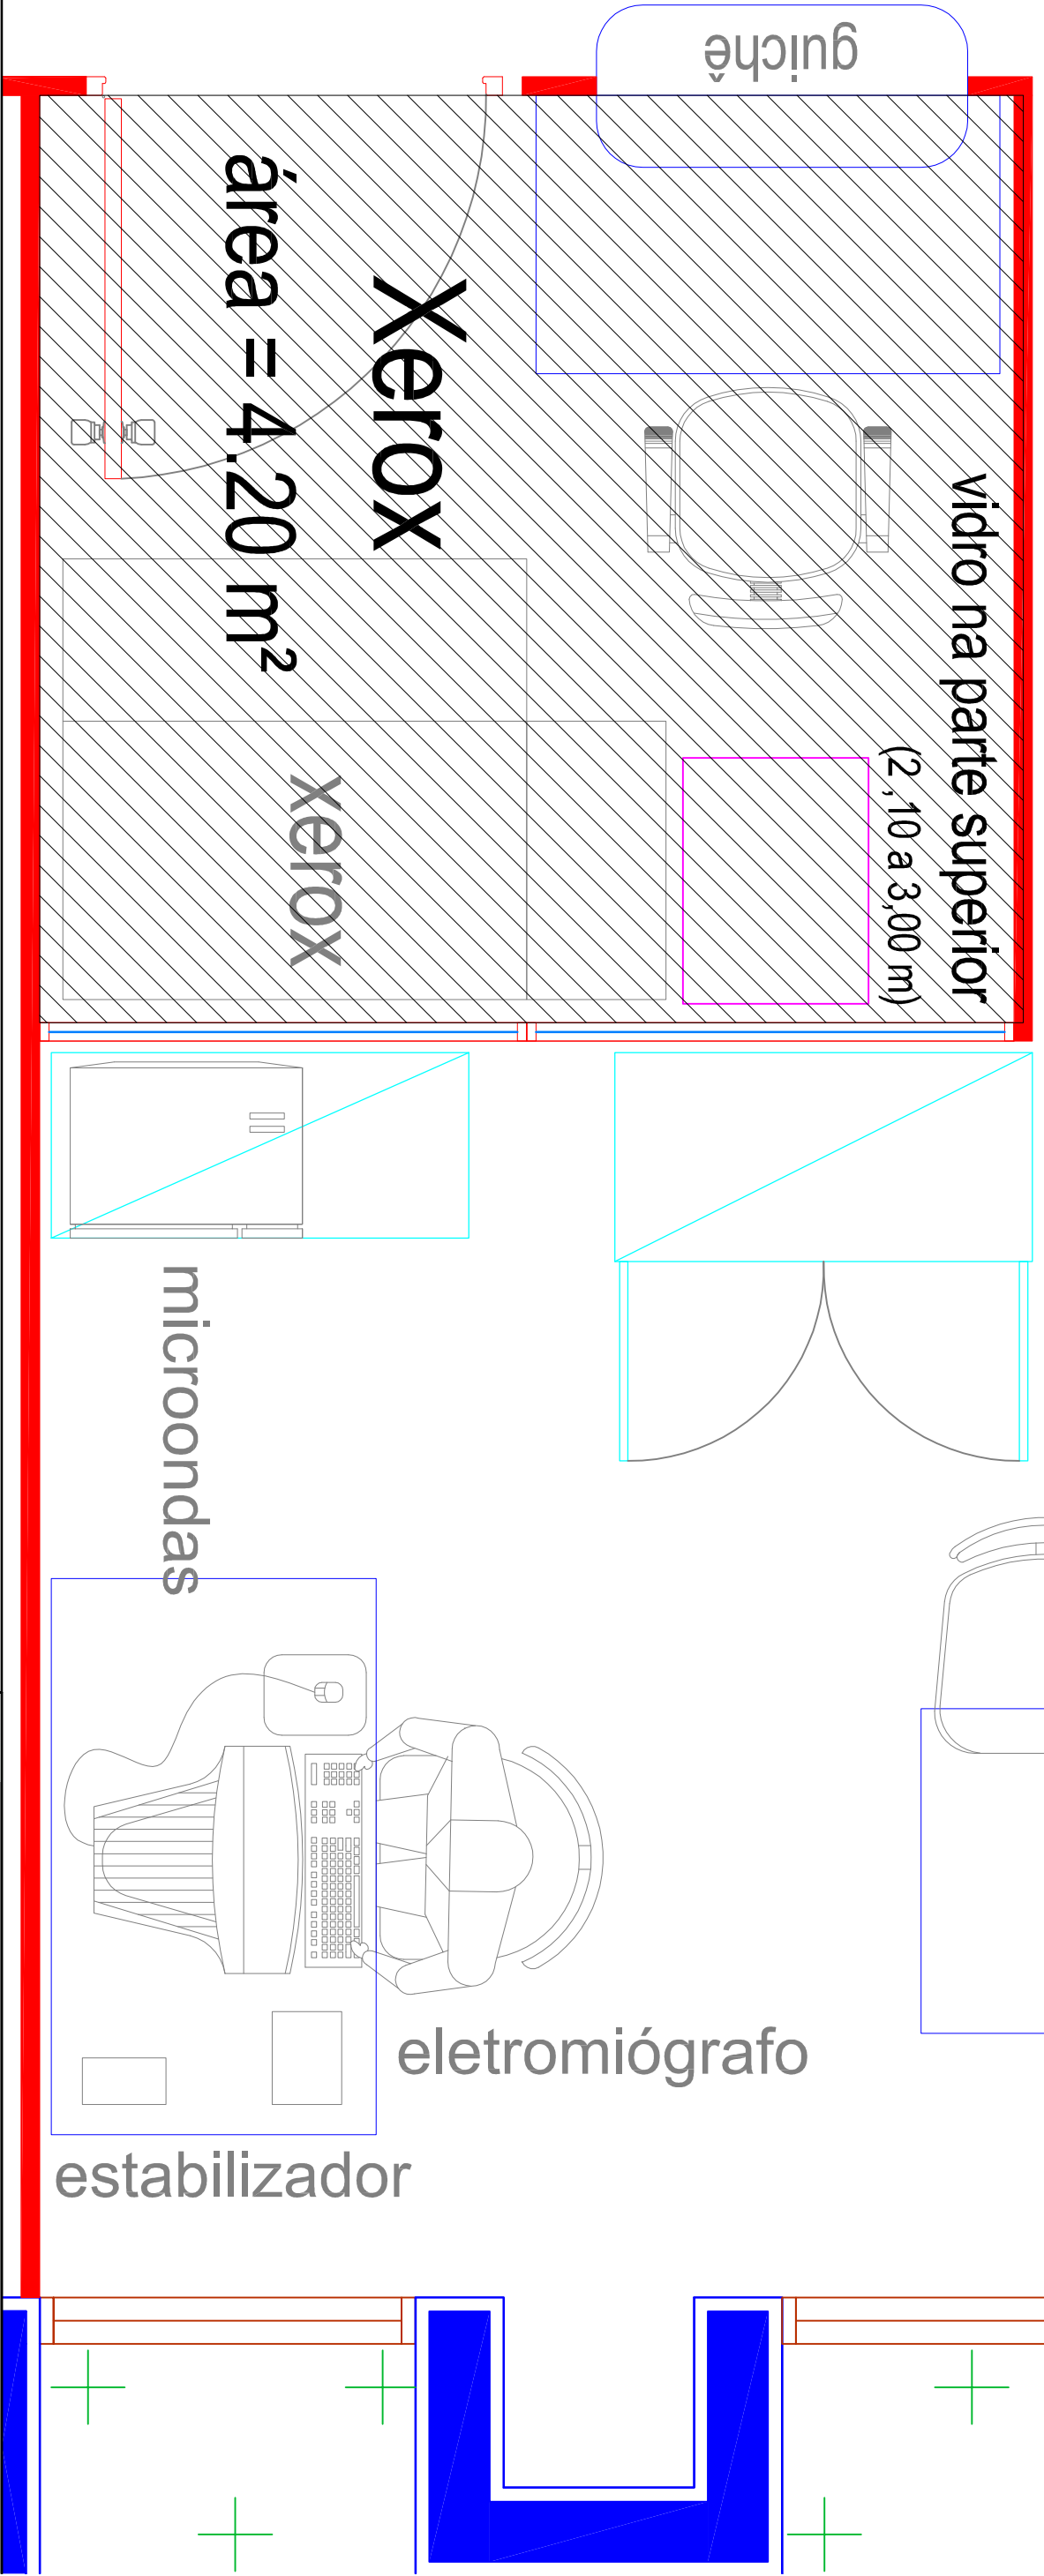 guichê
Xerox
área = 4.20 m²
vidro na parte superior
(2,10 a 3,00 m)
xerox
microondas
eletromiógrafo
estabilizador